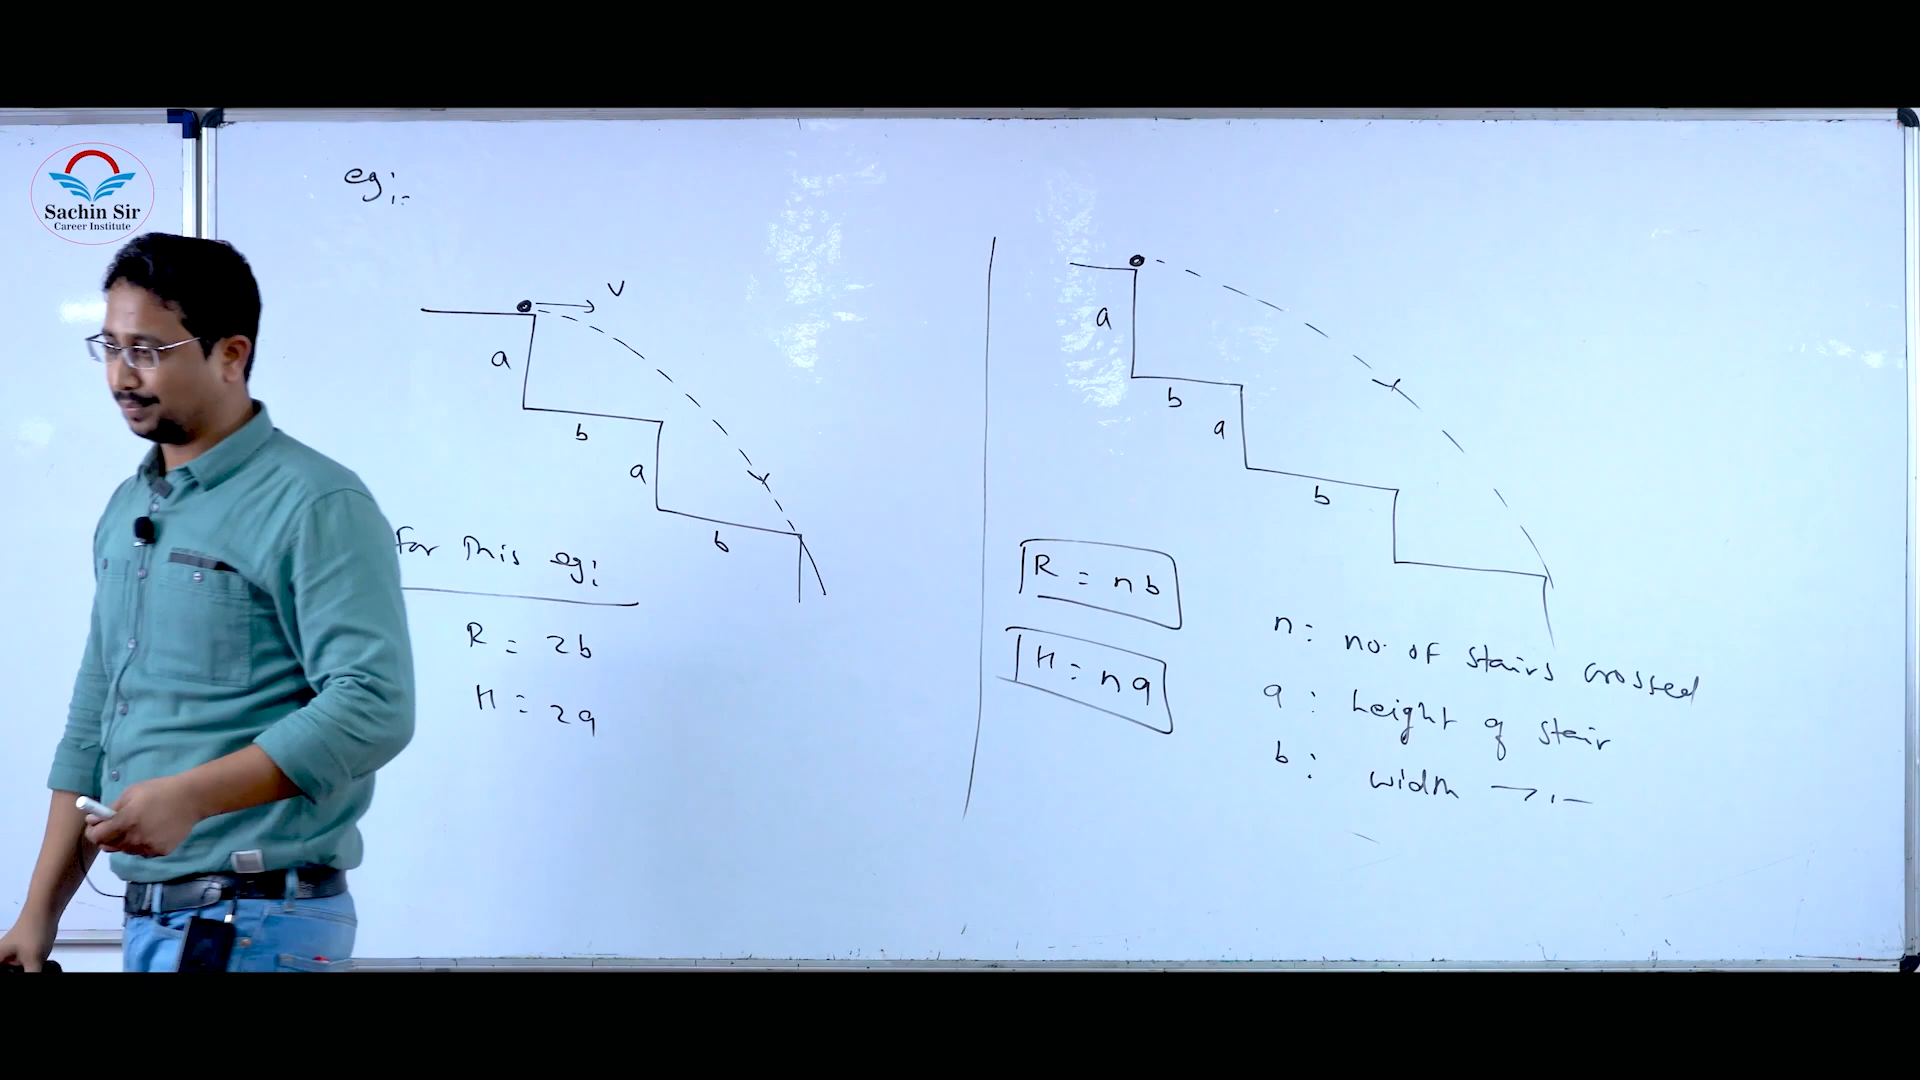 Sachin Sir
Career Institute
eg:-
v
a
b
a
b
for this eg:
R = 2b
H = 2a
a
b
a
b
R = nb
H = na
n: no. of stairs crossed
a: height of stair
b: width →ı—